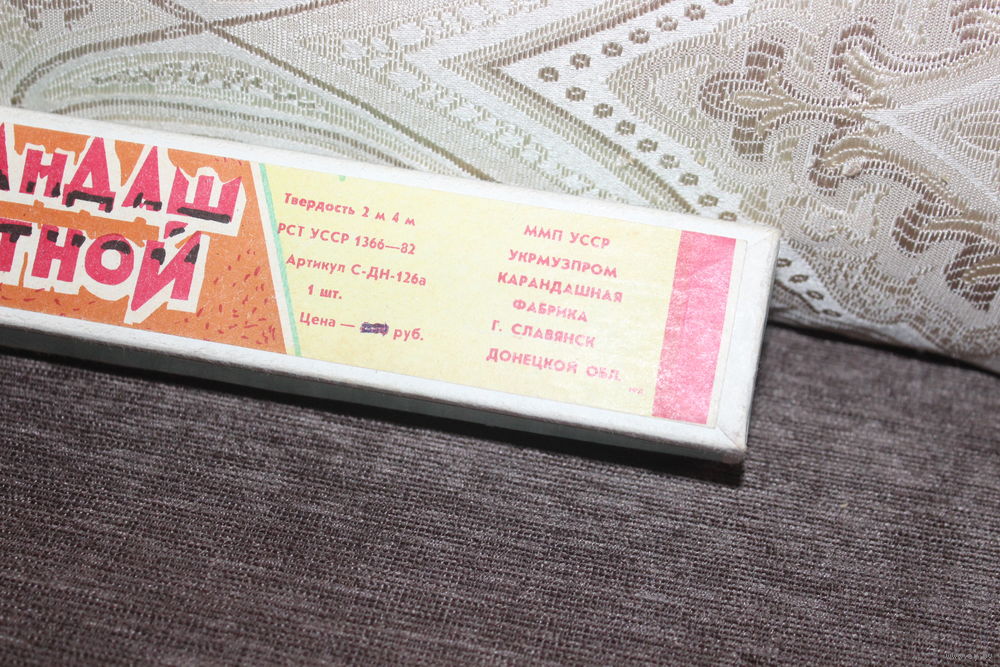 АНДАШ
ТНОЙ
Твердость 2 м 4 м
РСТ УССР 1366—82
Артикул С-ДН-126а
1 шт.
Цена — руб.
ММП УССР
УКРМУЗПРОМ
КАРАНДАШНАЯ
ФАБРИКА
Г. СЛАВЯНСК
ДОНЕЦКОЙ ОБЛ.